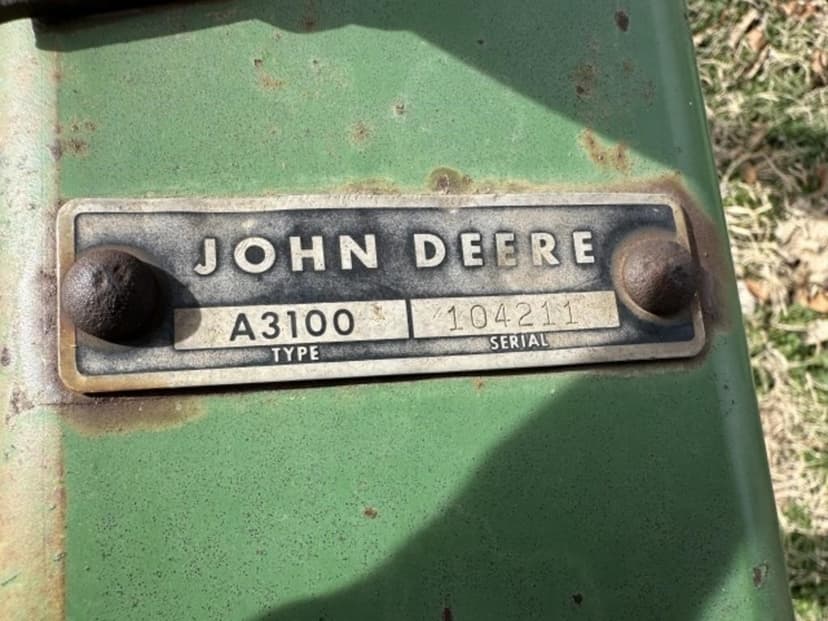 JOHN DEERE
A3100 104211
TYPE SERIAL